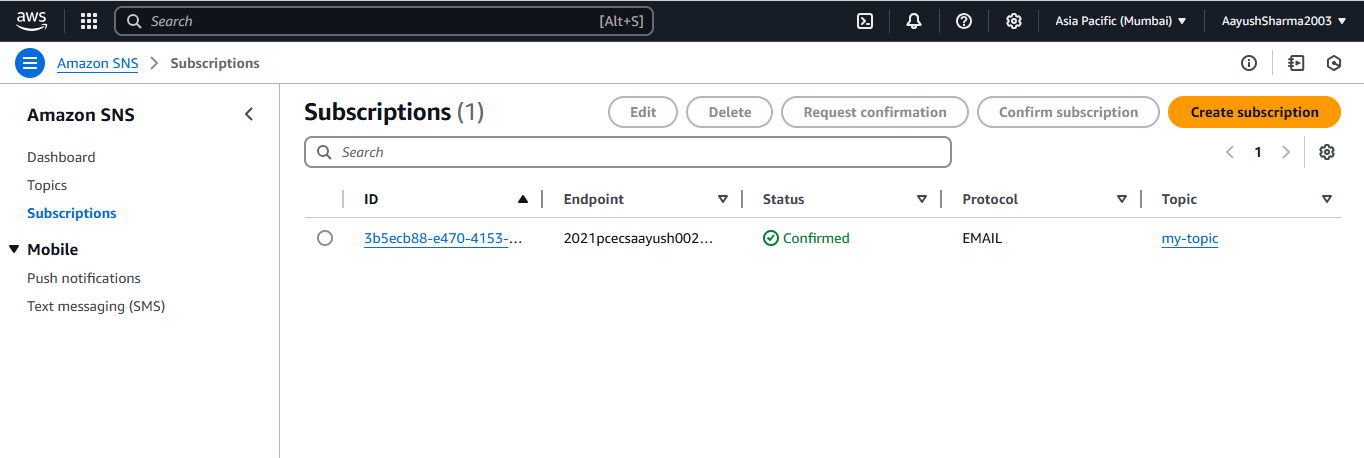 aws Search [Alt+S] Asia Pacific (Mumbai) AayushSharma2003
Amazon SNS Subscriptions
Amazon SNS
Dashboard
Topics
Subscriptions
Mobile
Push notifications
Text messaging (SMS)
Subscriptions (1) Edit Delete Request confirmation Confirm subscription Create subscription
Search 1
ID Endpoint Status Protocol Topic
3b5ecb88-e470-4153-... 2021pcecsaayush002... Confirmed EMAIL my-topic